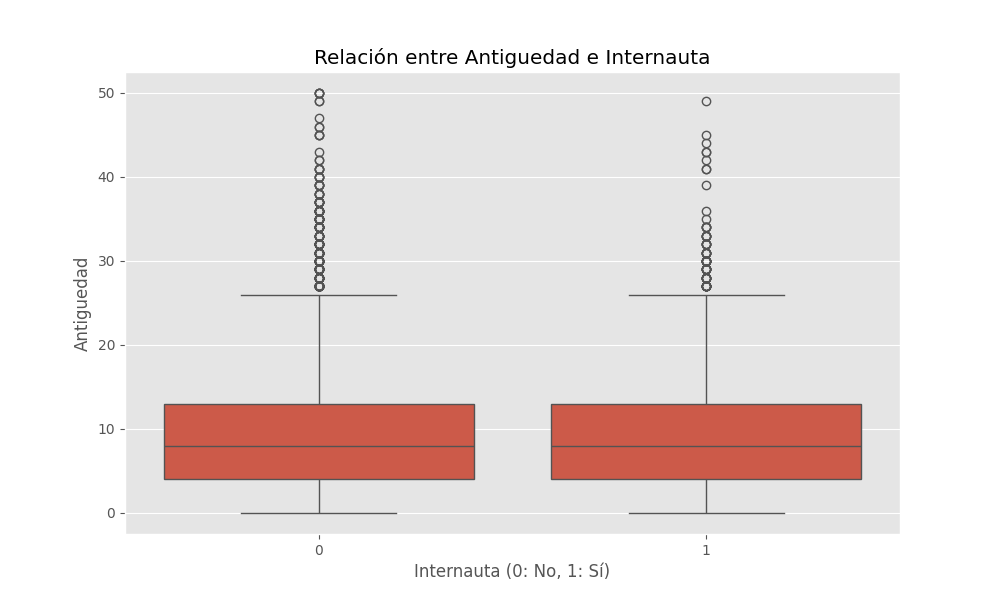 Relación entre Antiguedad e Internauta
50
40
30
20
10
0
Antiguedad
0
1
Internauta (0: No, 1: Sí)